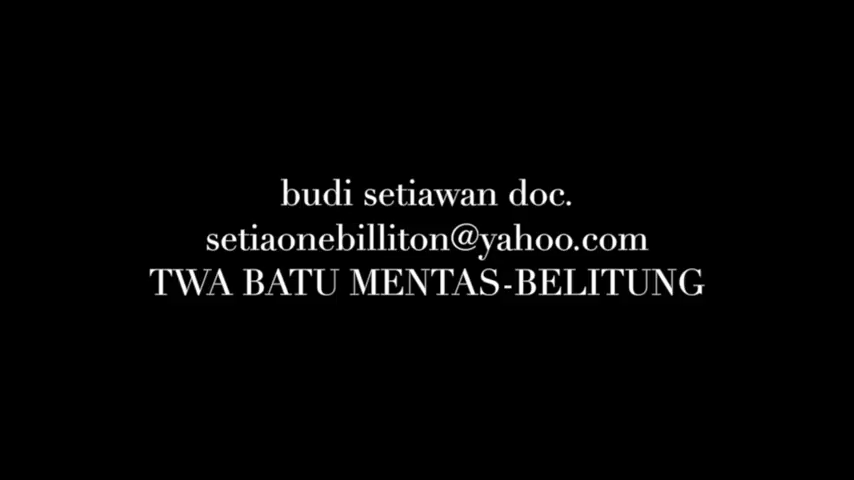 budi setiawan doc.
setiaonebilliton@yahoo.com
TWA BATU MENTAS-BELITUNG